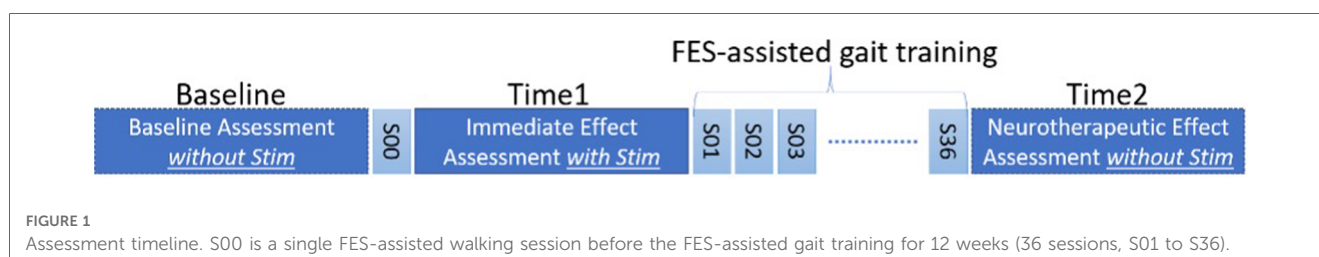 FES-assisted gait training
Baseline
Time1
Time2
Baseline Assessment
without Stim
S00
Immediate Effect
Assessment with Stim
S01
S02
S03
S36
Neurotherapeutic Effect
Assessment without Stim
FIGURE 1
Assessment timeline. S00 is a single FES-assisted walking session before the FES-assisted gait training for 12 weeks (36 sessions, S01 to S36).